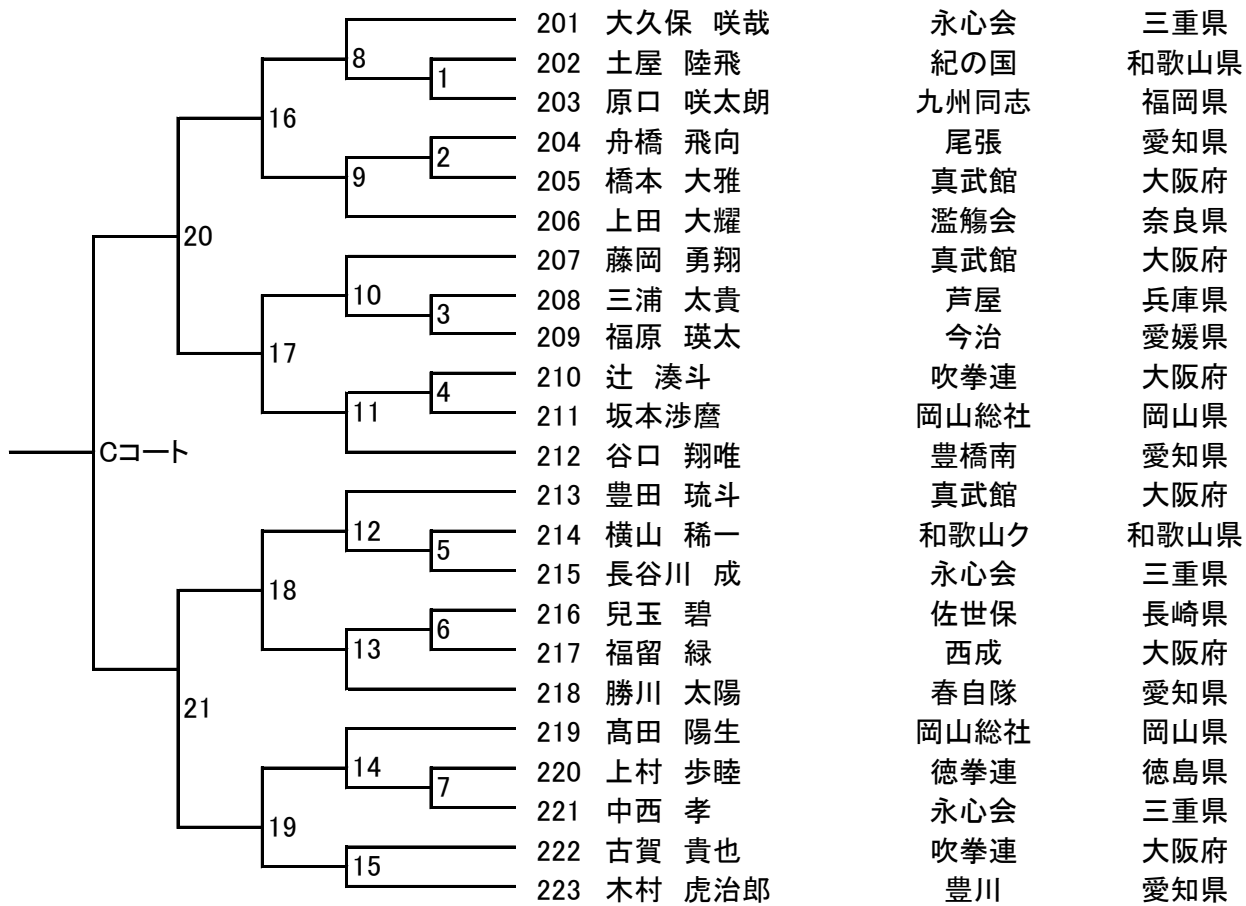 201 大久保 咲哉 永心会 三重県
8
202 土屋 陸飛 紀の国 和歌山県
1
203 原口 咲太朗 九州同志 福岡県
16
204 舟橋 飛向 尾張 愛知県
2
9
205 橋本 大雅 真武館 大阪府
206 上田 大耀 濫觴会 奈良県
20
207 藤岡 勇翔 真武館 大阪府
10
208 三浦 太貴 芦屋 兵庫県
3
209 福原 瑛太 今治 愛媛県
17
210 辻 湊斗 吹拳連 大阪府
4
11
211 坂本渉麿 岡山総社 岡山県
Cコート
212 谷口 翔唯 豊橋南 愛知県
213 豊田 琉斗 真武館 大阪府
12
214 横山 稀一 和歌山ク 和歌山県
5
215 長谷川 成 永心会 三重県
18
216 兒玉 碧 佐世保 長崎県
6
13
217 福留 緑 西成 大阪府
218 勝川 太陽 春自隊 愛知県
21
219 髙田 陽生 岡山総社 岡山県
14
220 上村 歩睦 徳拳連 徳島県
7
221 中西 孝 永心会 三重県
19
222 古賀 貴也 吹拳連 大阪府
15
223 木村 虎治郎 豊川 愛知県